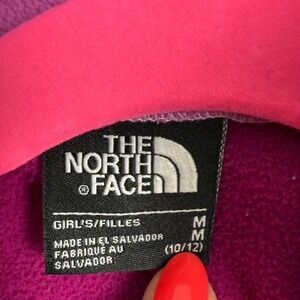 THE
NORTH
FACE
®
GIRL'S/FILLES M
MADE IN EL SALVADOR M
FABRIQUÉ AU (10/12)
SALVADOR